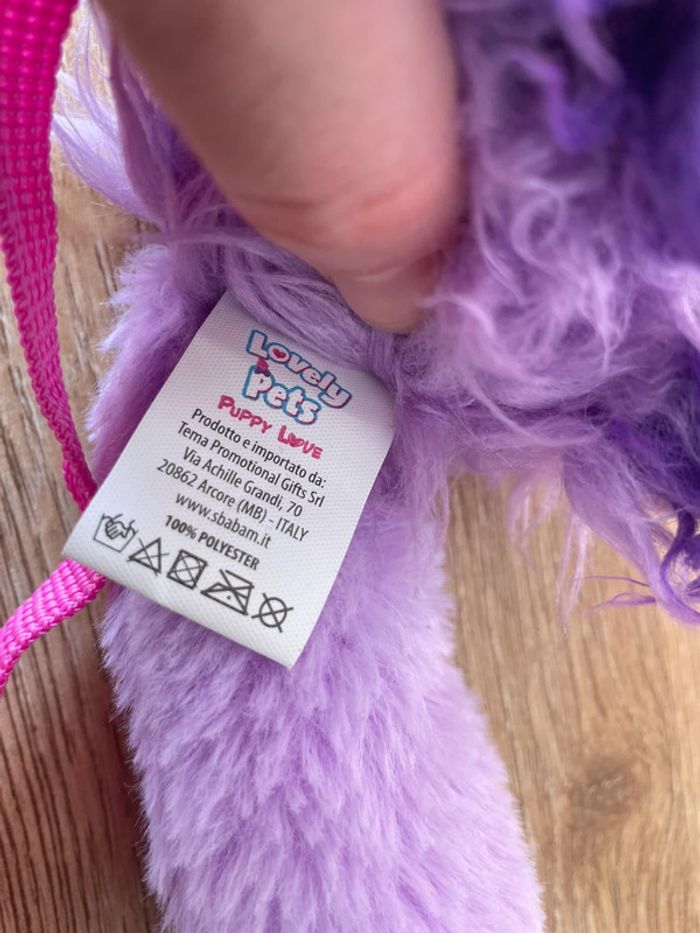 Lovely
Pets
PUPPY LOVE
Prodotto e importato da:
Tema Promotional Gifts Srl
Via Achille Grandi, 70
20862 Arcore (MB) - ITALY
www.sbabam.it
100% POLYESTER